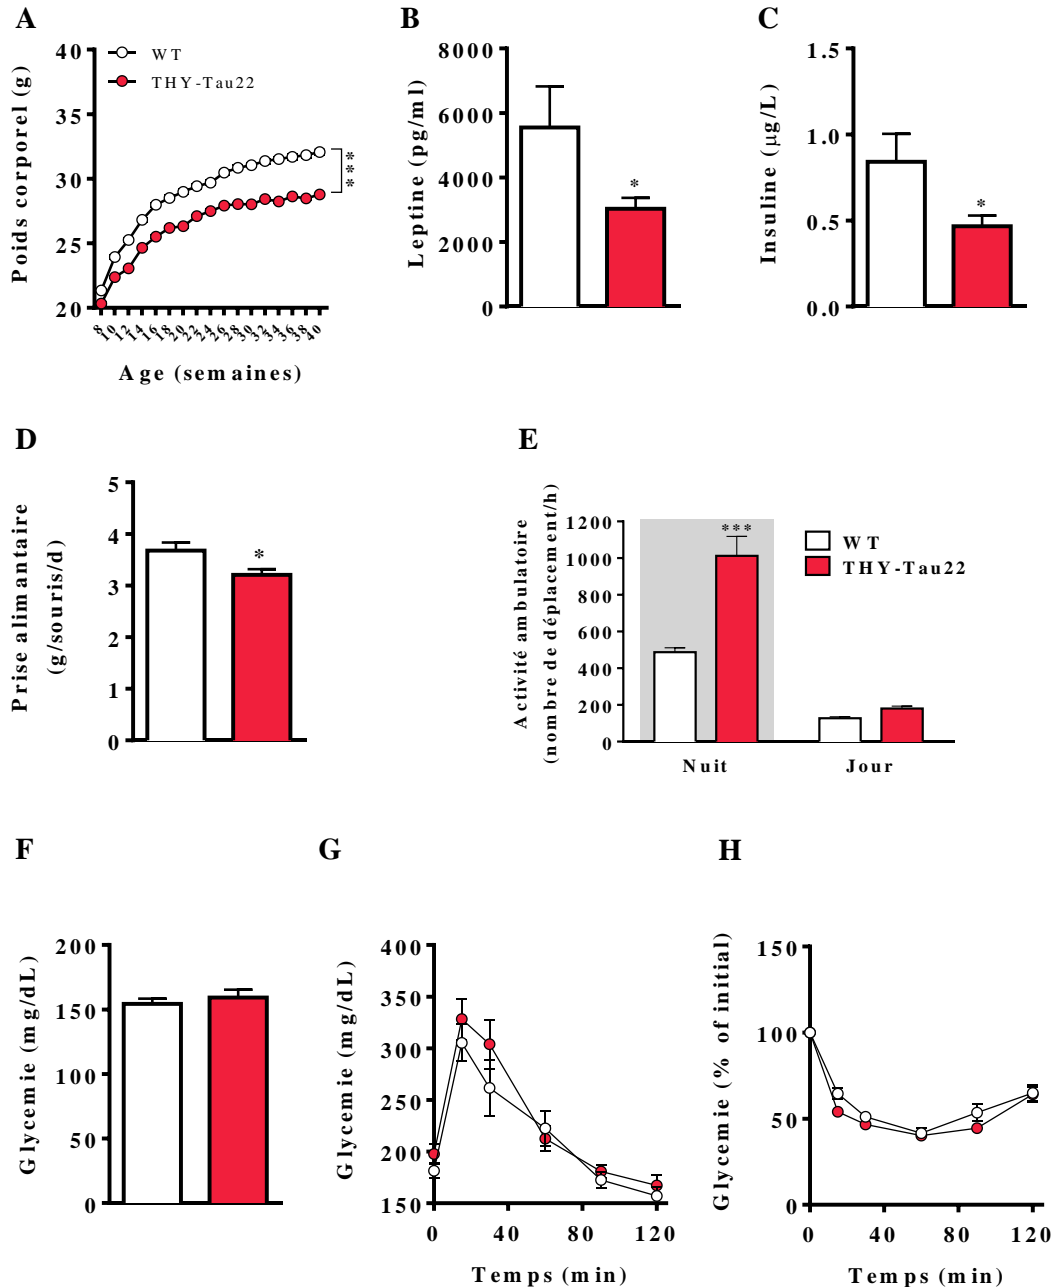 A
B
C
WT
THY-Tau22
Poids corporel (g)
40
35
30
25
20
***
8
10
12
14
16
18
20
22
24
26
28
30
32
34
36
38
40
Age (semaines)
Leptine (pg/ml)
8000
6000
4000
2000
0
*
Insuline (µg/L)
1.5
1.0
0.5
0.0
*
D
E
Prise alimantaire
(g/souris/d)
5
4
3
2
1
0
*
Activité ambulatoire
(nombre de déplacement/h)
1200
1000
800
600
400
200
0
***
Nuit
Jour
WT
THY-Tau22
F
G
H
Glycemie (mg/dL)
200
150
100
50
0
Glycemie (mg/dL)
400
350
300
250
200
150
0
40
80
120
Temps (min)
Glycemie (% of initial)
150
100
50
0
0
40
80
120
Temps (min)